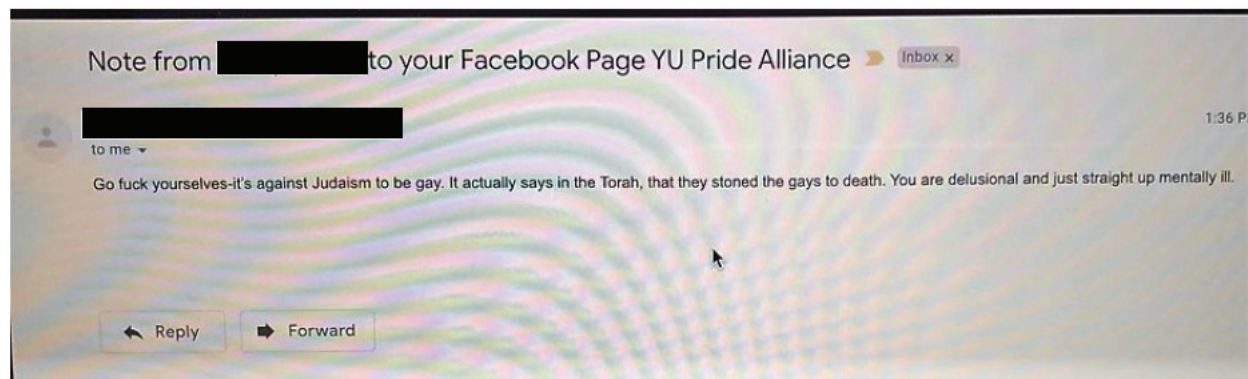 Note from to your Facebook Page YU Pride Alliance Inbox x
1:36 P
to me
Go fuck yourselves-it's against Judaism to be gay. It actually says in the Torah, that they stoned the gays to death. You are delusional and just straight up mentally ill.
Reply Forward